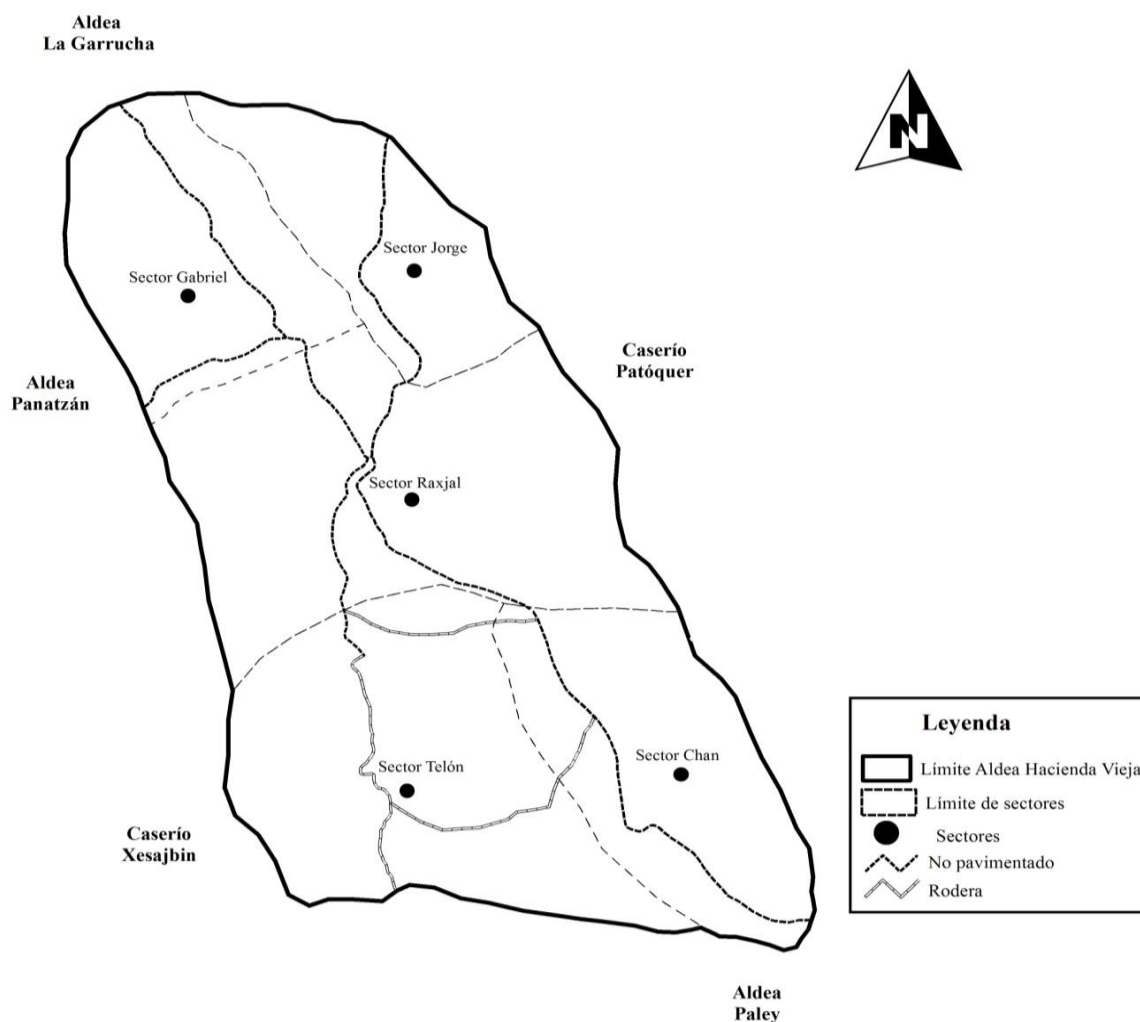 Aldea
La Garrucha
N
Sector Jorge
Sector Gabriel
Caserío
Patóquer
Aldea
Panatzán
Sector Raxjal
Leyenda
Límite Aldea Hacienda Vieja
Límite de sectores
Sectores
No pavimentado
Rodera
Sector Chan
Sector Telón
Caserío
Xesajbin
Aldea
Paley